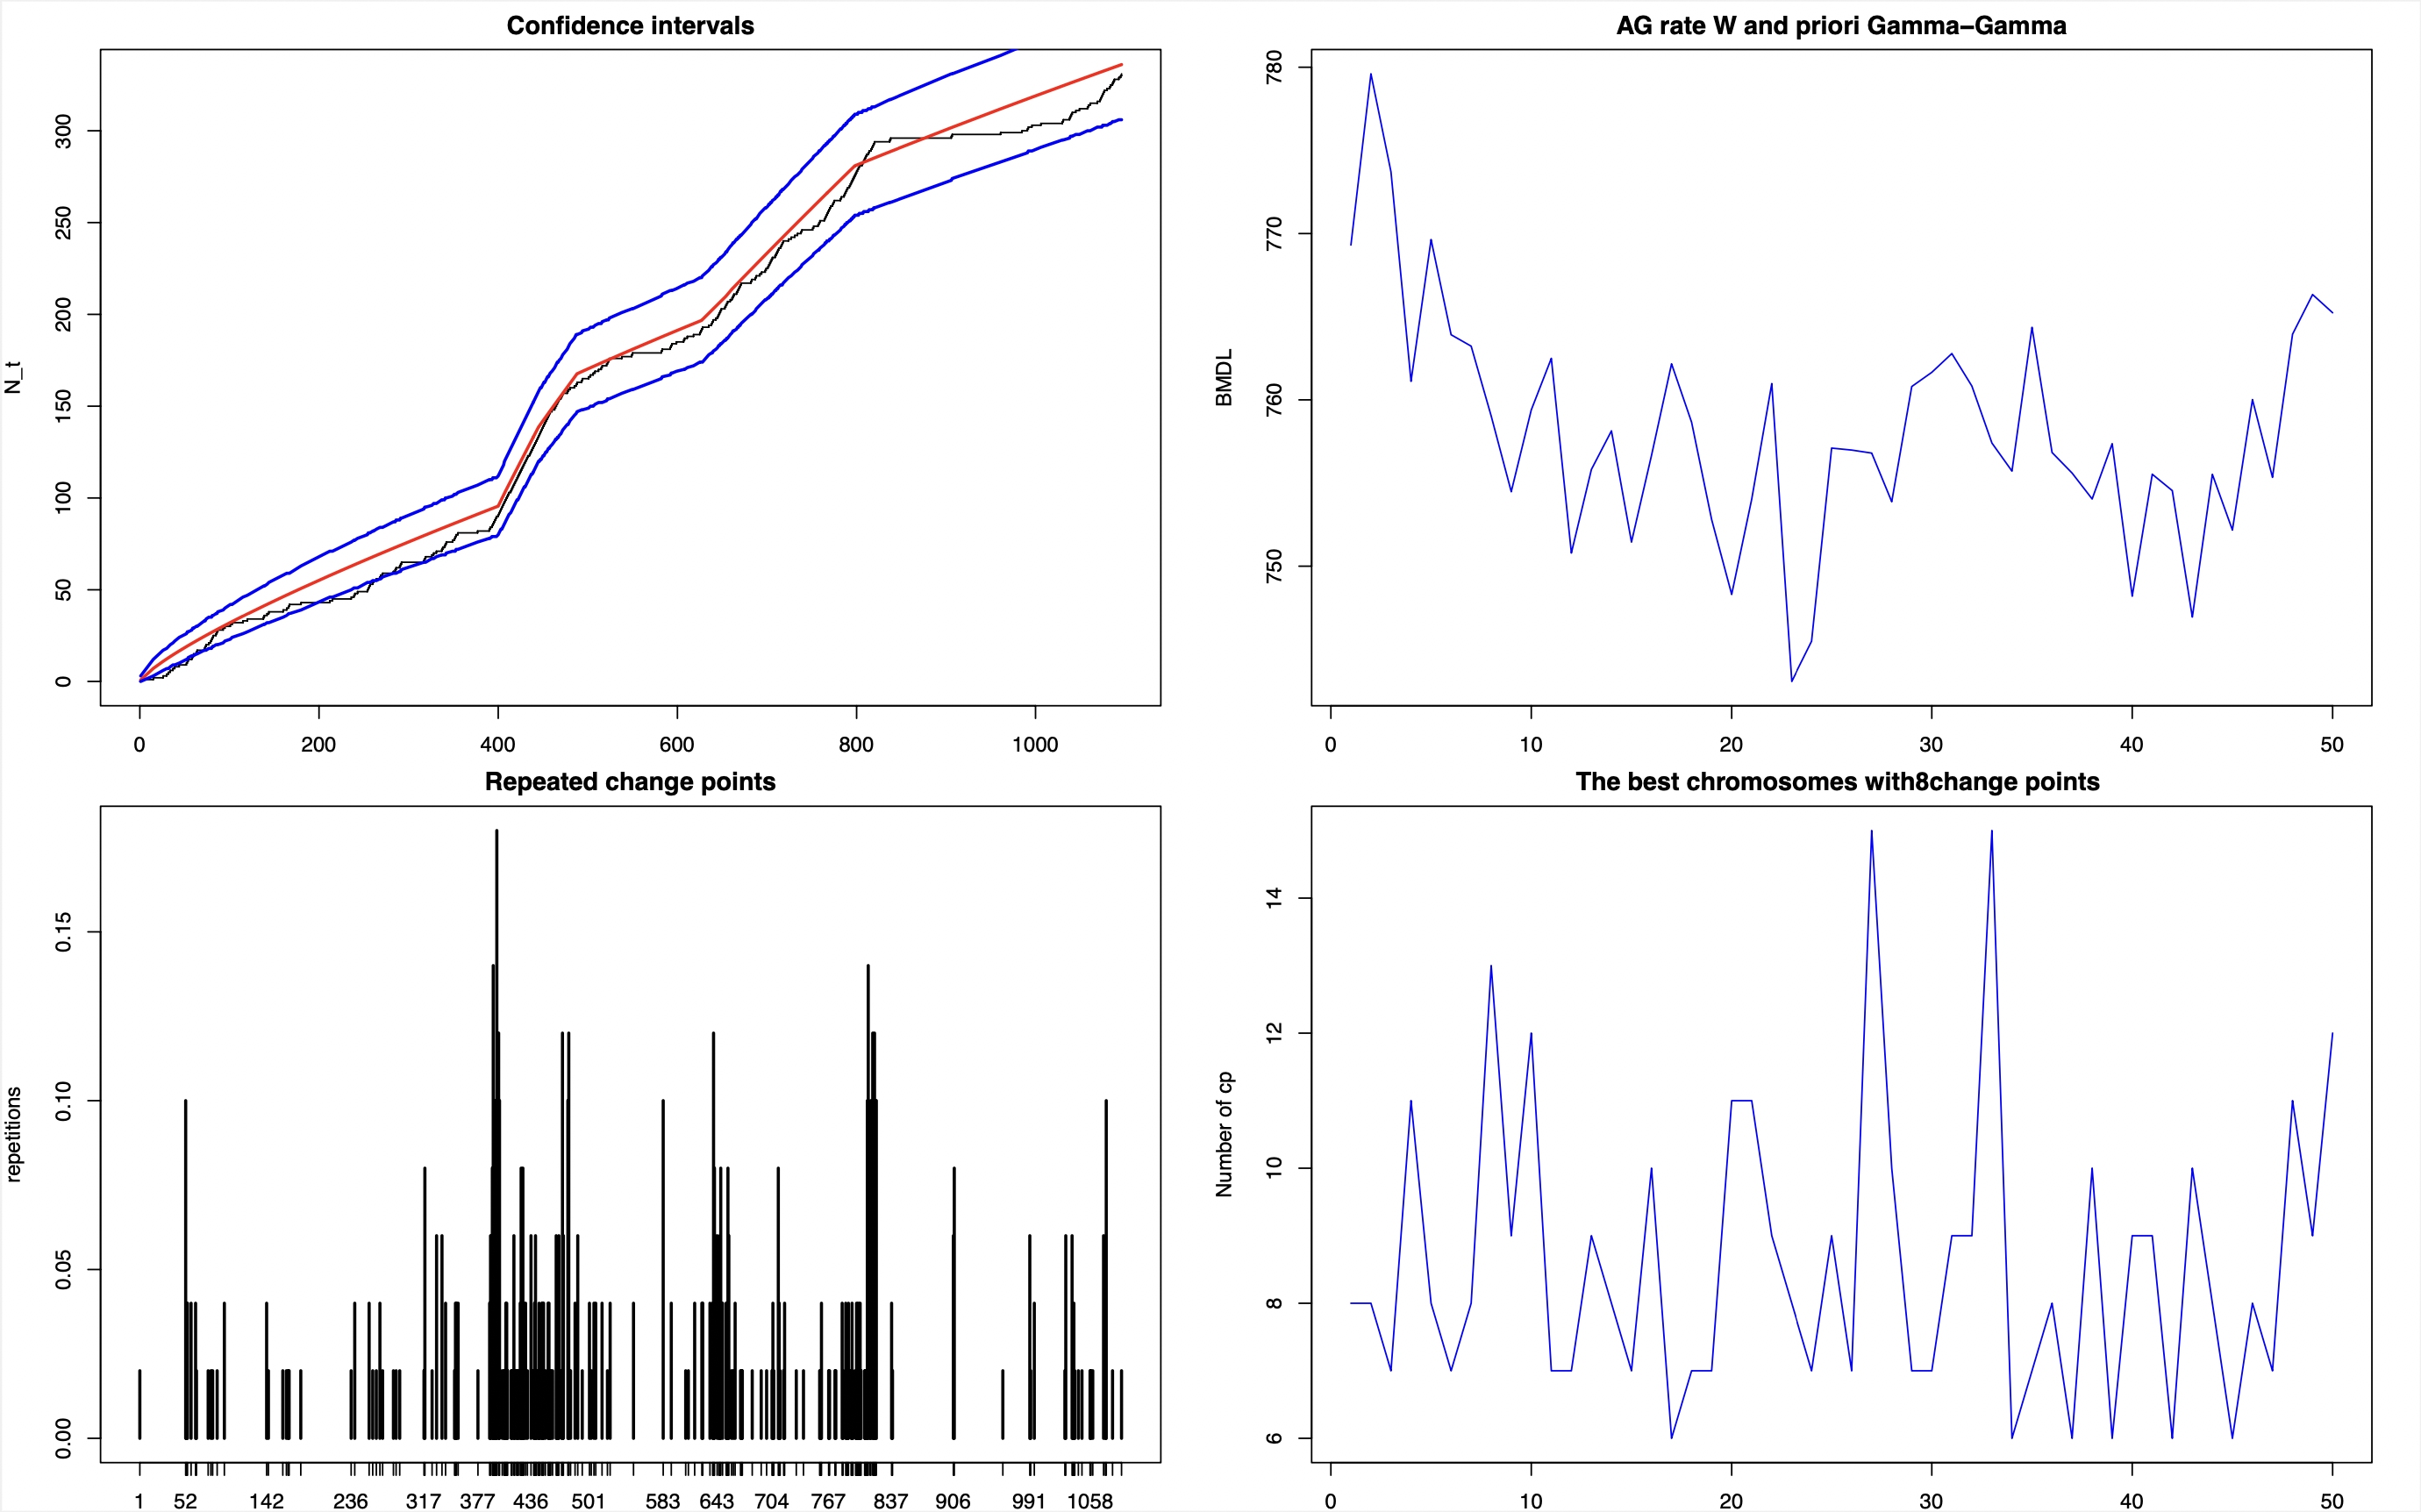 Confidence intervals
N_t
0 50 100 150 200 250 300
0 200 400 600 800 1000
AG rate W and priori Gamma−Gamma
BMDL
750 760 770 780
0 10 20 30 40 50
Repeated change points
repetitions
0.00 0.05 0.10 0.15
1 52 142 236 317 377 436 501 583 643 704 767 837 906 991 1058
The best chromosomes with8change points
Number of cp
6 8 10 12 14
0 10 20 30 40 50